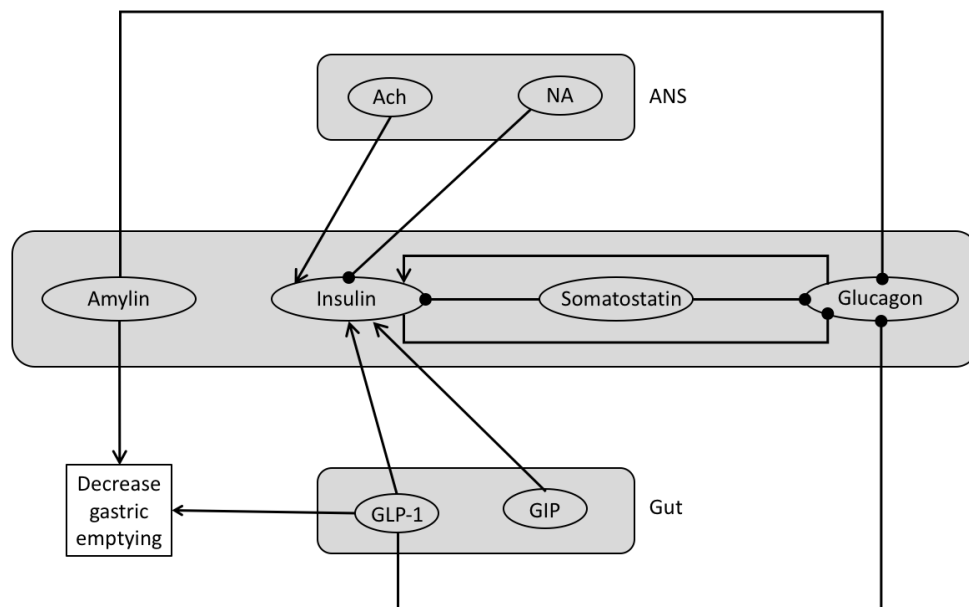 Ach
NA
ANS
Amylin
Insulin
Somatostatin
Glucagon
Decrease
gastric
emptying
GLP-1
GIP
Gut